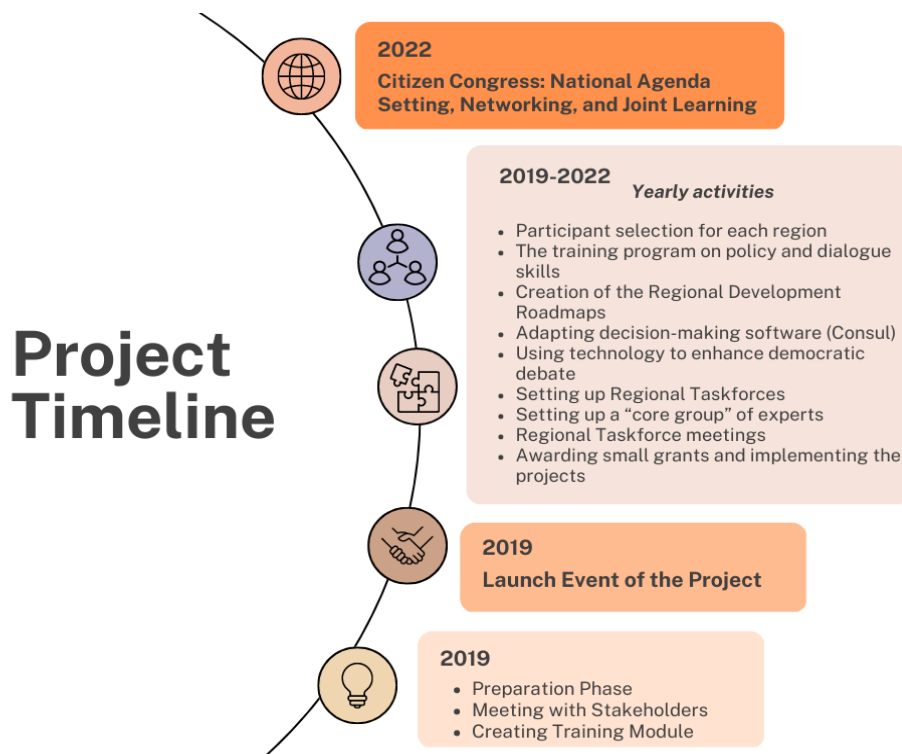 Project
Timeline
2022
Citizen Congress: National Agenda
Setting, Networking, and Joint Learning
2019-2022
Yearly activities
• Participant selection for each region
• The training program on policy and dialogue
skills
• Creation of the Regional Development
Roadmaps
• Adapting decision-making software (Consul)
• Using technology to enhance democratic
debate
• Setting up Regional Taskforces
• Setting up a “core group” of experts
• Regional Taskforce meetings
• Awarding small grants and implementing the
projects
2019
Launch Event of the Project
2019
• Preparation Phase
• Meeting with Stakeholders
• Creating Training Module